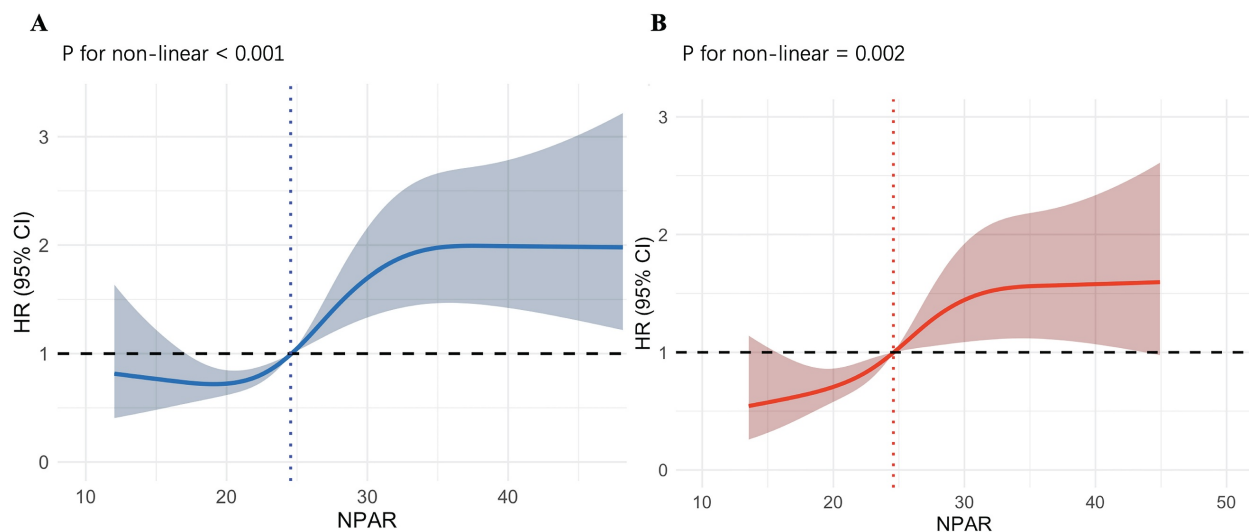 A
P for non-linear < 0.001
HR (95% CI)
3
2
1
0
10 20 30 40
NPAR
B
P for non-linear = 0.002
HR (95% CI)
3
2
1
0
10 20 30 40 50
NPAR